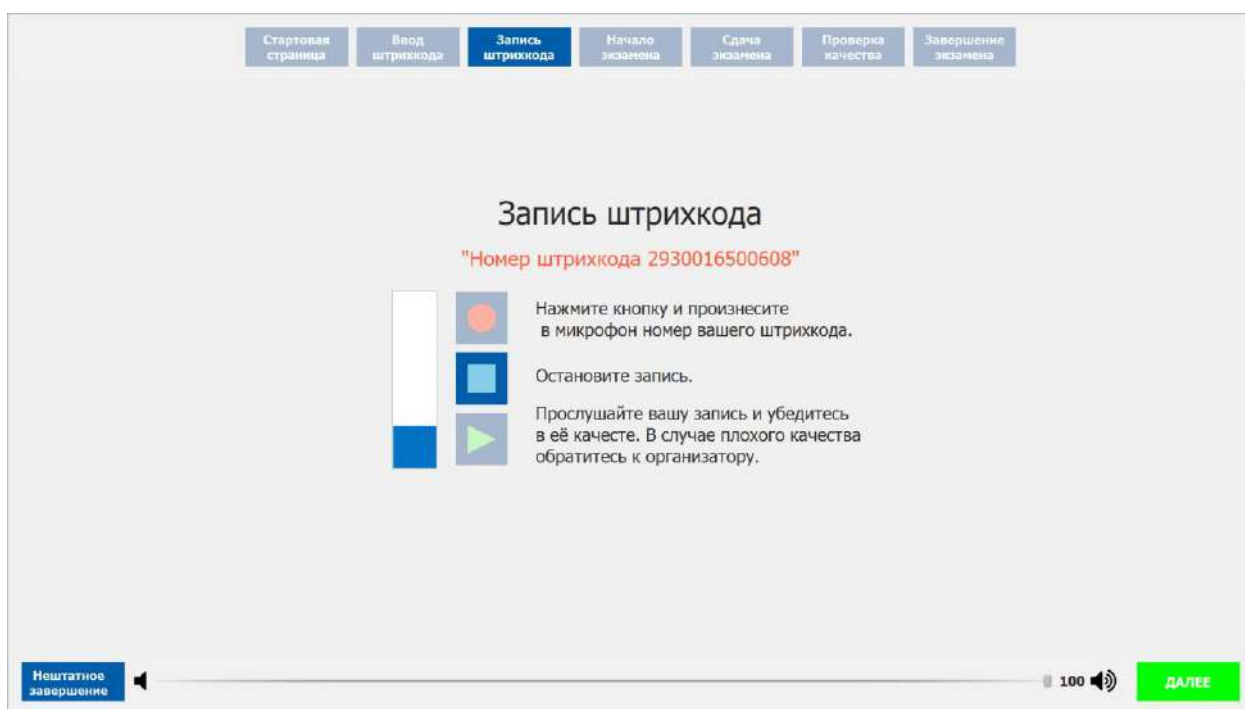 Стартовая страница
Ввод штрихкода
Запись штрихкода
Начало экзамена
Сдача экзамена
Проверка качества
Завершение экзамена
Запись штрихкода
"Номер штрихкода 2930016500608"
Нажмите кнопку и произнесите
в микрофон номер вашего штрихкода.
Остановите запись.
Прослушайте вашу запись и убедитесь
в её качесте. В случае плохого качества
обратитесь к организатору.
Нештатное
завершение
100
ДАЛЕЕ